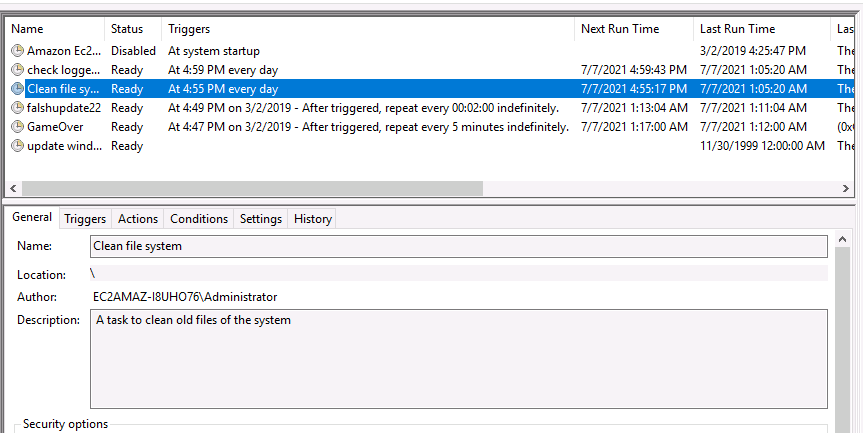 Name Status Triggers Next Run Time Last Run Time Las
Amazon Ec2... Disabled At system startup 3/2/2019 4:25:47 PM The
check logge... Ready At 4:59 PM every day 7/7/2021 4:59:43 PM 7/7/2021 1:05:20 AM The
Clean file sy... Ready At 4:55 PM every day 7/7/2021 4:55:17 PM 7/7/2021 1:05:20 AM The
falshupdate22 Ready At 4:49 PM on 3/2/2019 - After triggered, repeat every 00:02:00 indefinitely. 7/7/2021 1:13:04 AM 7/7/2021 1:11:04 AM The
GameOver Ready At 4:47 PM on 3/2/2019 - After triggered, repeat every 5 minutes indefinitely. 7/7/2021 1:17:00 AM 7/7/2021 1:12:00 AM (0x
update wind... Ready 11/30/1999 12:00:00 AM The
General Triggers Actions Conditions Settings History
Name: Clean file system
Location: \
Author: EC2AMAZ-I8UHO76\Administrator
Description: A task to clean old files of the system
Security options